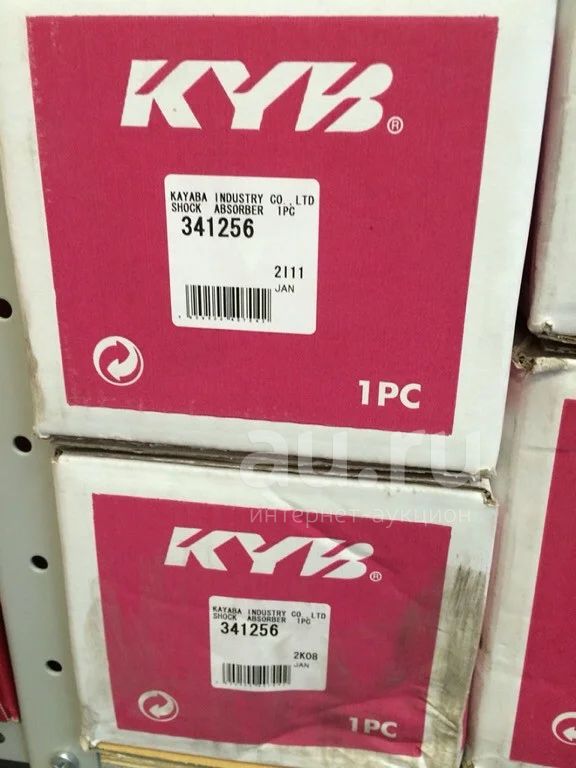 KYB®
KAYABA INDUSTRY CO.,LTD
SHOCK ABSORBER 1PC
341256
2I11
JAN
1PC
au.ru
интернет-аукцион
KYB®
KAYABA INDUSTRY CO.,LTD
SHOCK ABSORBER 1PC
341256
2K08
JAN
1PC